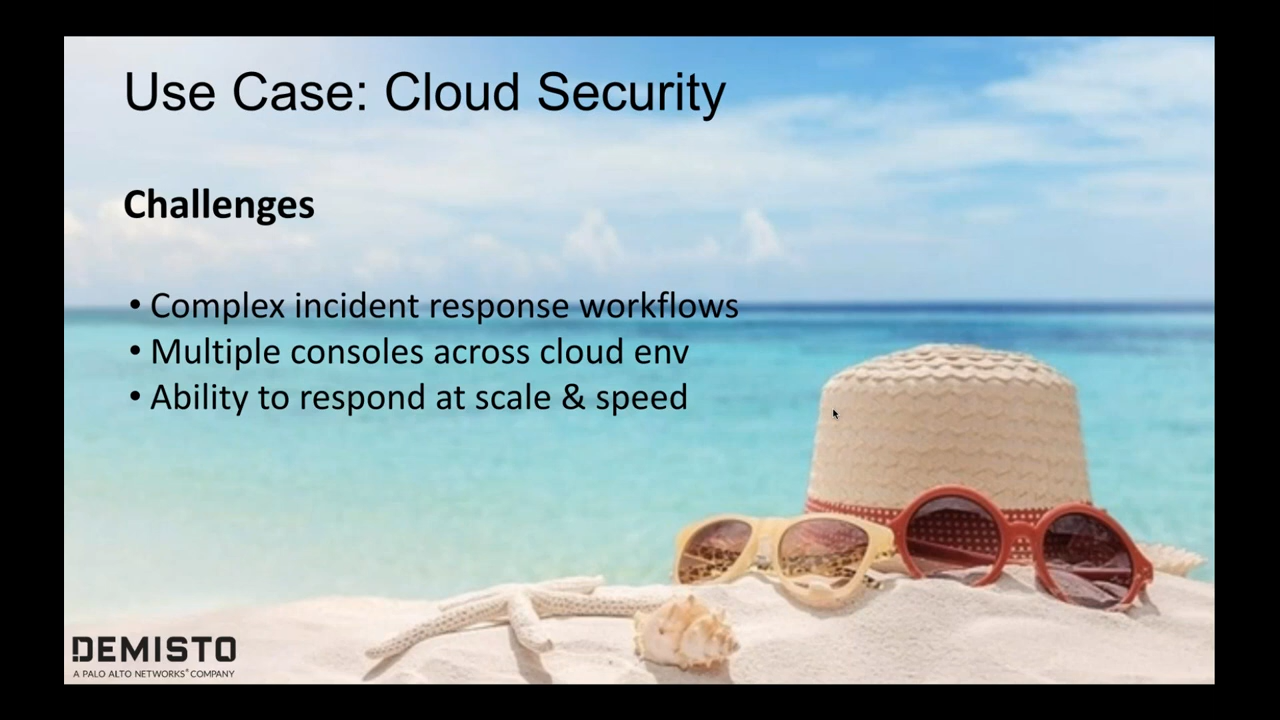 Use Case: Cloud Security
Challenges
• Complex incident response workflows
• Multiple consoles across cloud env
• Ability to respond at scale & speed
DEMISTO
A PALO ALTO NETWORKS® COMPANY